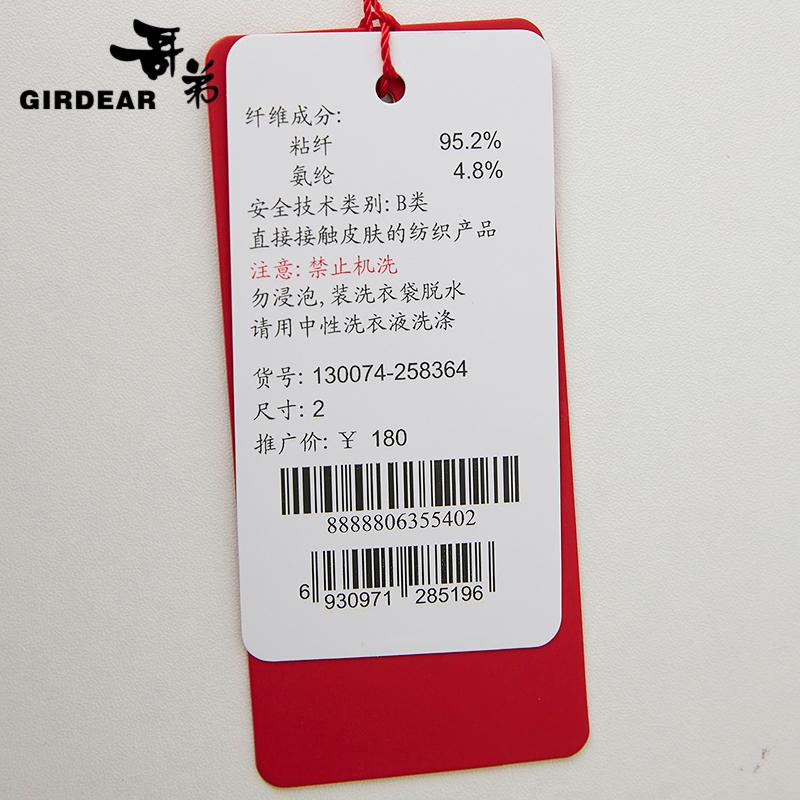 哥弟
GIRDEAR
纤维成分:
粘纤 95.2%
氨纶 4.8%
安全技术类别: B类
直接接触皮肤的纺织产品
注意: 禁止机洗
勿浸泡, 装洗衣袋脱水
请用中性洗衣液洗涤
货号: 130074-258364
尺寸: 2
推广价: ¥ 180
8888806355402
6 930971 285196